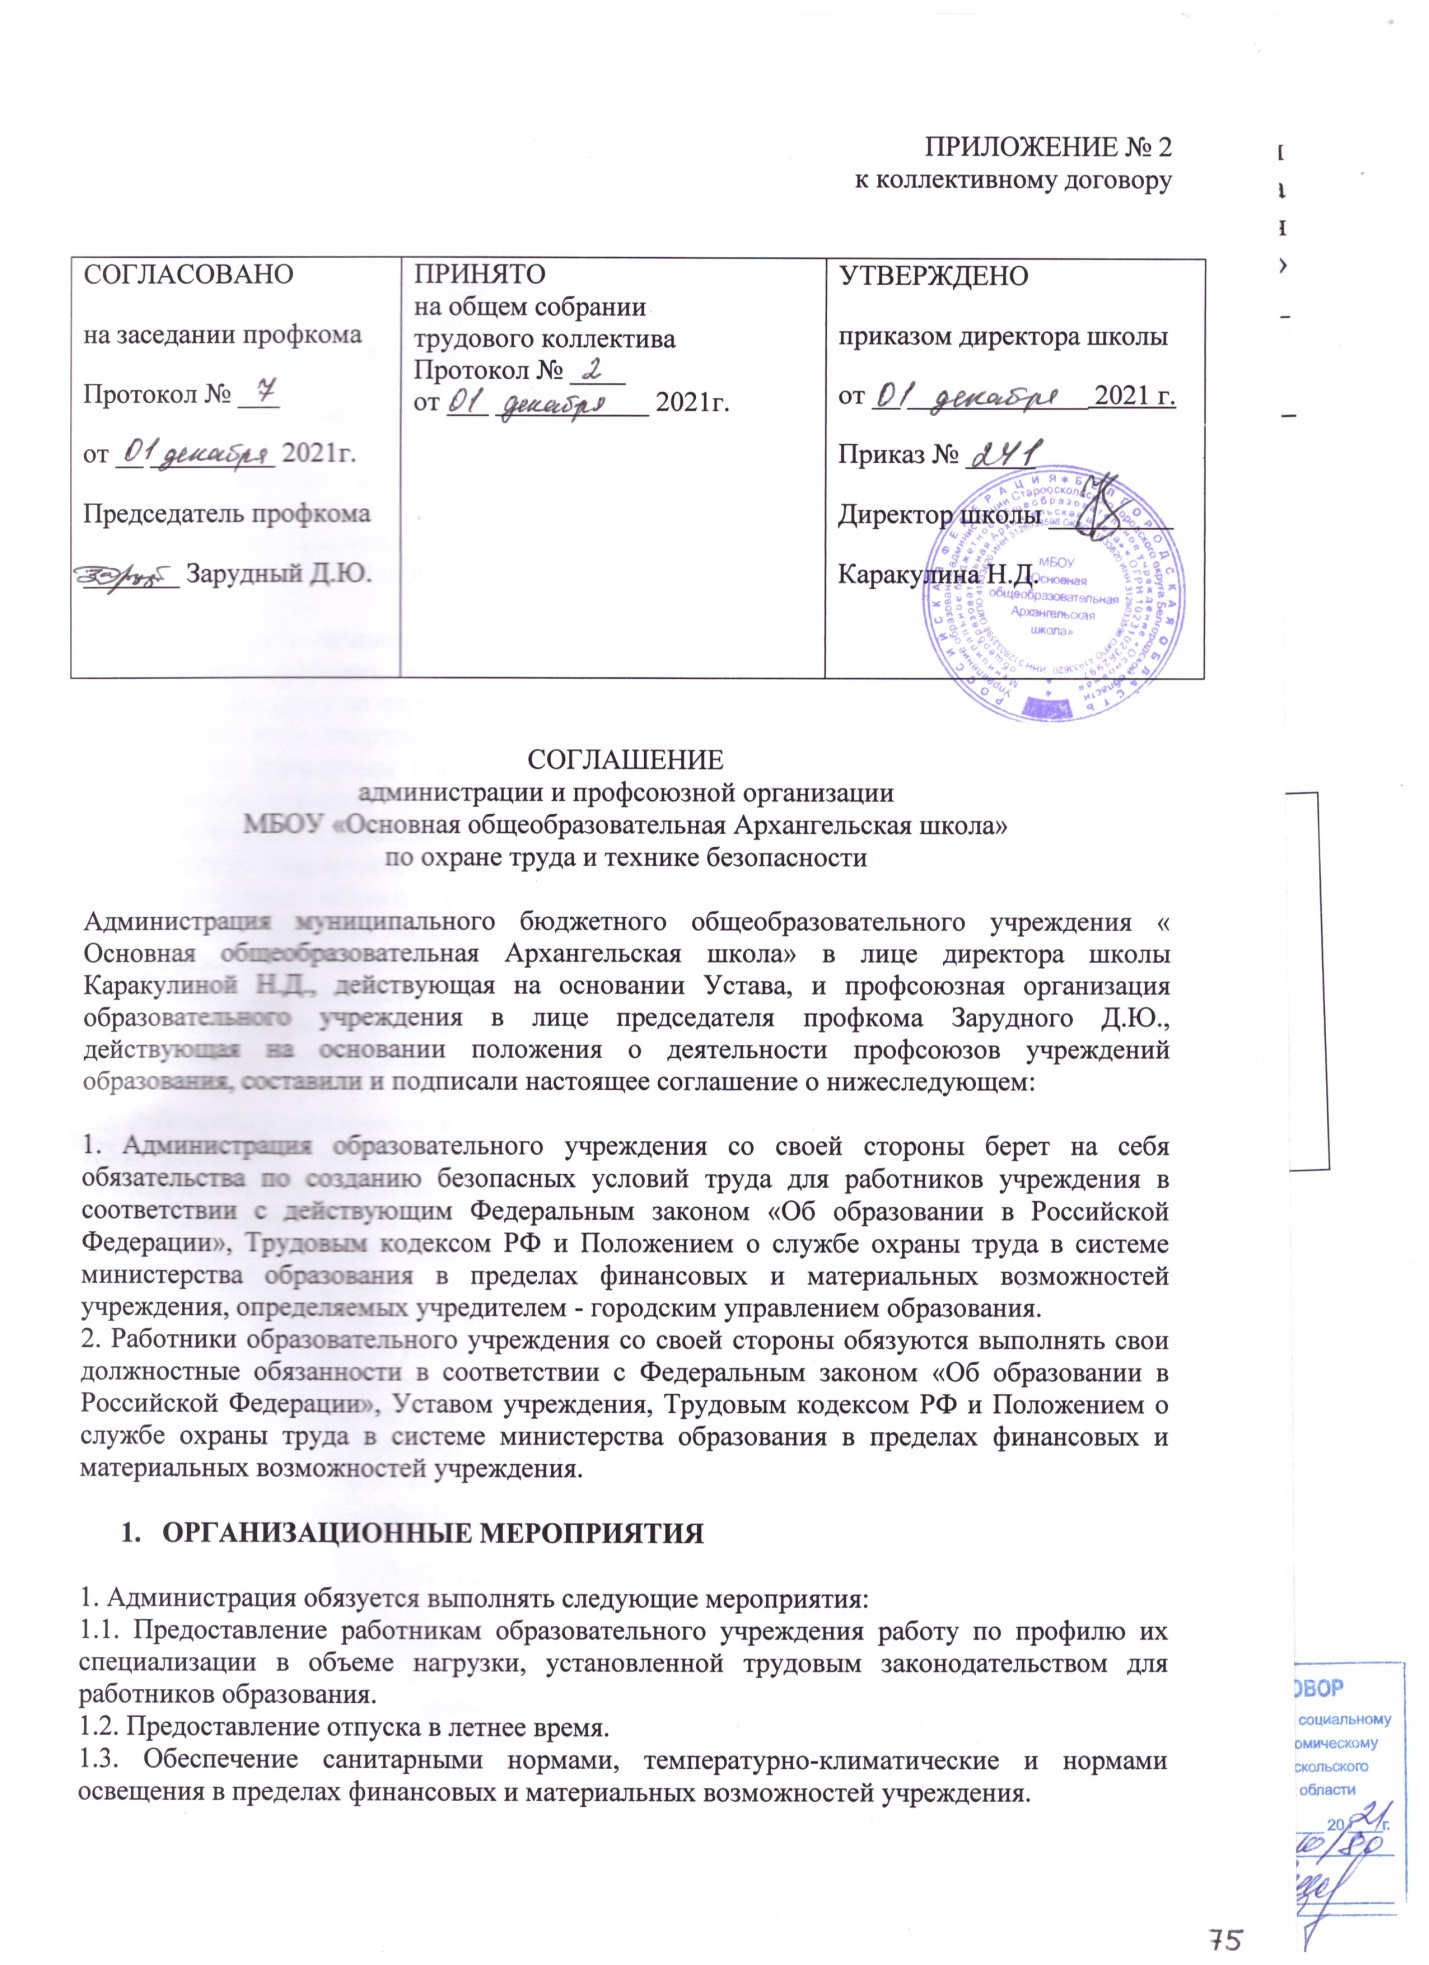 ПРИЛОЖЕНИЕ № 2
к коллективному договору
СОГЛАСОВАНО
на заседании профкома
Протокол № 7
от 01 декабря 2021г.
Председатель профкома
Заруд Зарудный Д.Ю.
ПРИНЯТО
на общем собрании
трудового коллектива
Протокол № 2
от 01 декабря 2021г.
УТВЕРЖДЕНО
приказом директора школы
от 01 декабря 2021 г.
Приказ № 241
Директор школы
Каракулина Н.Д.
РОССИЙСКАЯ ФЕДЕРАЦИЯ * БЕЛГОРОДСКАЯ ОБЛАСТЬ
МБОУ
«Основная
общеобразовательная
Архангельская
школа»
СОГЛАШЕНИЕ
администрации и профсоюзной организации
МБОУ «Основная общеобразовательная Архангельская школа»
по охране труда и технике безопасности
Администрация муниципального бюджетного общеобразовательного учреждения «
Основная общеобразовательная Архангельская школа» в лице директора школы
Каракулиной Н.Д., действующая на основании Устава, и профсоюзная организация
образовательного учреждения в лице председателя профкома Зарудного Д.Ю.,
действующая на основании положения о деятельности профсоюзов учреждений
образования, составили и подписали настоящее соглашение о нижеследующем:
1. Администрация образовательного учреждения со своей стороны берет на себя
обязательства по созданию безопасных условий труда для работников учреждения в
соответствии с действующим Федеральным законом «Об образовании в Российской
Федерации», Трудовым кодексом РФ и Положением о службе охраны труда в системе
министерства образования в пределах финансовых и материальных возможностей
учреждения, определяемых учредителем - городским управлением образования.
2. Работники образовательного учреждения со своей стороны обязуются выполнять свои
должностные обязанности в соответствии с Федеральным законом «Об образовании в
Российской Федерации», Уставом учреждения, Трудовым кодексом РФ и Положением о
службе охраны труда в системе министерства образования в пределах финансовых и
материальных возможностей учреждения.
1. ОРГАНИЗАЦИОННЫЕ МЕРОПРИЯТИЯ
1. Администрация обязуется выполнять следующие мероприятия:
1.1. Предоставление работникам образовательного учреждения работу по профилю их
специализации в объеме нагрузки, установленной трудовым законодательством для
работников образования.
1.2. Предоставление отпуска в летнее время.
1.3. Обеспечение санитарными нормами, температурно-климатические и нормами
освещения в пределах финансовых и материальных возможностей учреждения.
ОВОР
социальному
омическому
скольского
области
20 21 г.
75